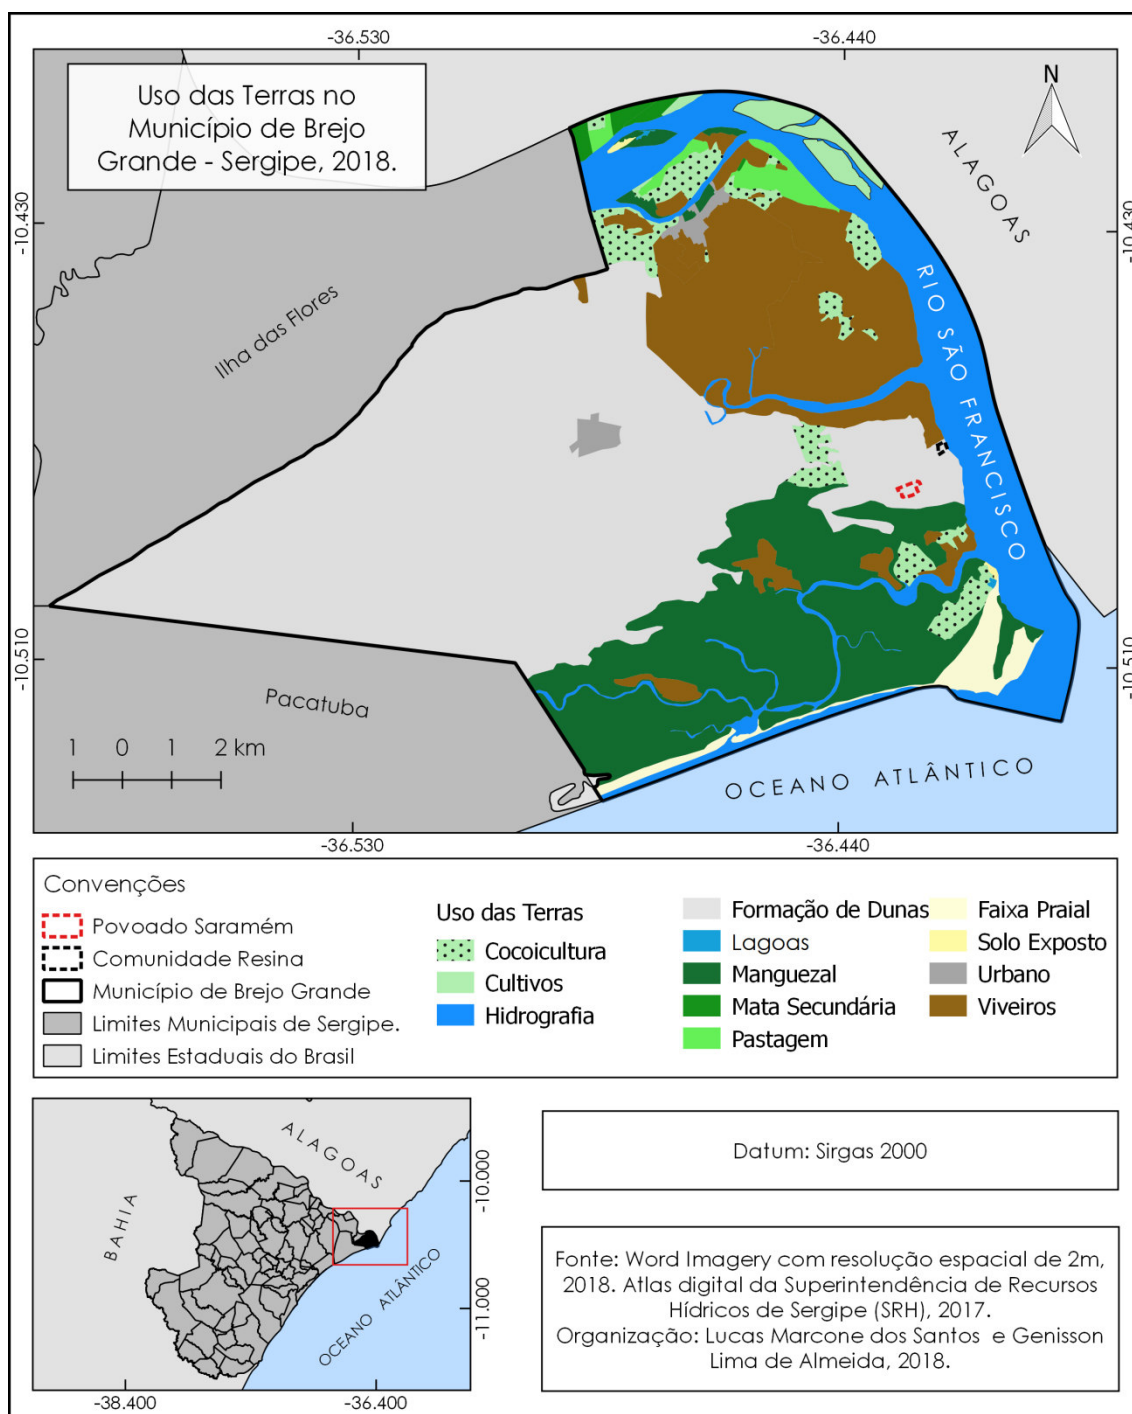 -36.530
-36.440
Uso das Terras no
Município de Brejo
Grande - Sergipe, 2018.
N
ALAGOAS
-10.430
-10.430
Ilha das Flores
RIO SÃO FRANCISCO
-10.510
-10.510
Pacatuba
1 0 1 2 km
OCEANO ATLÂNTICO
-36.530
-36.440
Convenções
Povoado Saramém
Comunidade Resina
Município de Brejo Grande
Limites Municipais de Sergipe.
Limites Estaduais do Brasil
Uso das Terras
Cocoicultura
Cultivos
Hidrografia
Formação de Dunas
Lagoas
Manguezal
Mata Secundária
Pastagem
Faixa Praial
Solo Exposto
Urbano
Viveiros
ALAGOAS
BAHIA
OCEANO ATLÂNTICO
-10.000
-11.000
-38.400
-36.400
Datum: Sirgas 2000
Fonte: Word Imagery com resolução espacial de 2m,
2018. Atlas digital da Superintendência de Recursos
Hídricos de Sergipe (SRH), 2017.
Organização: Lucas Marcone dos Santos e Genisson
Lima de Almeida, 2018.